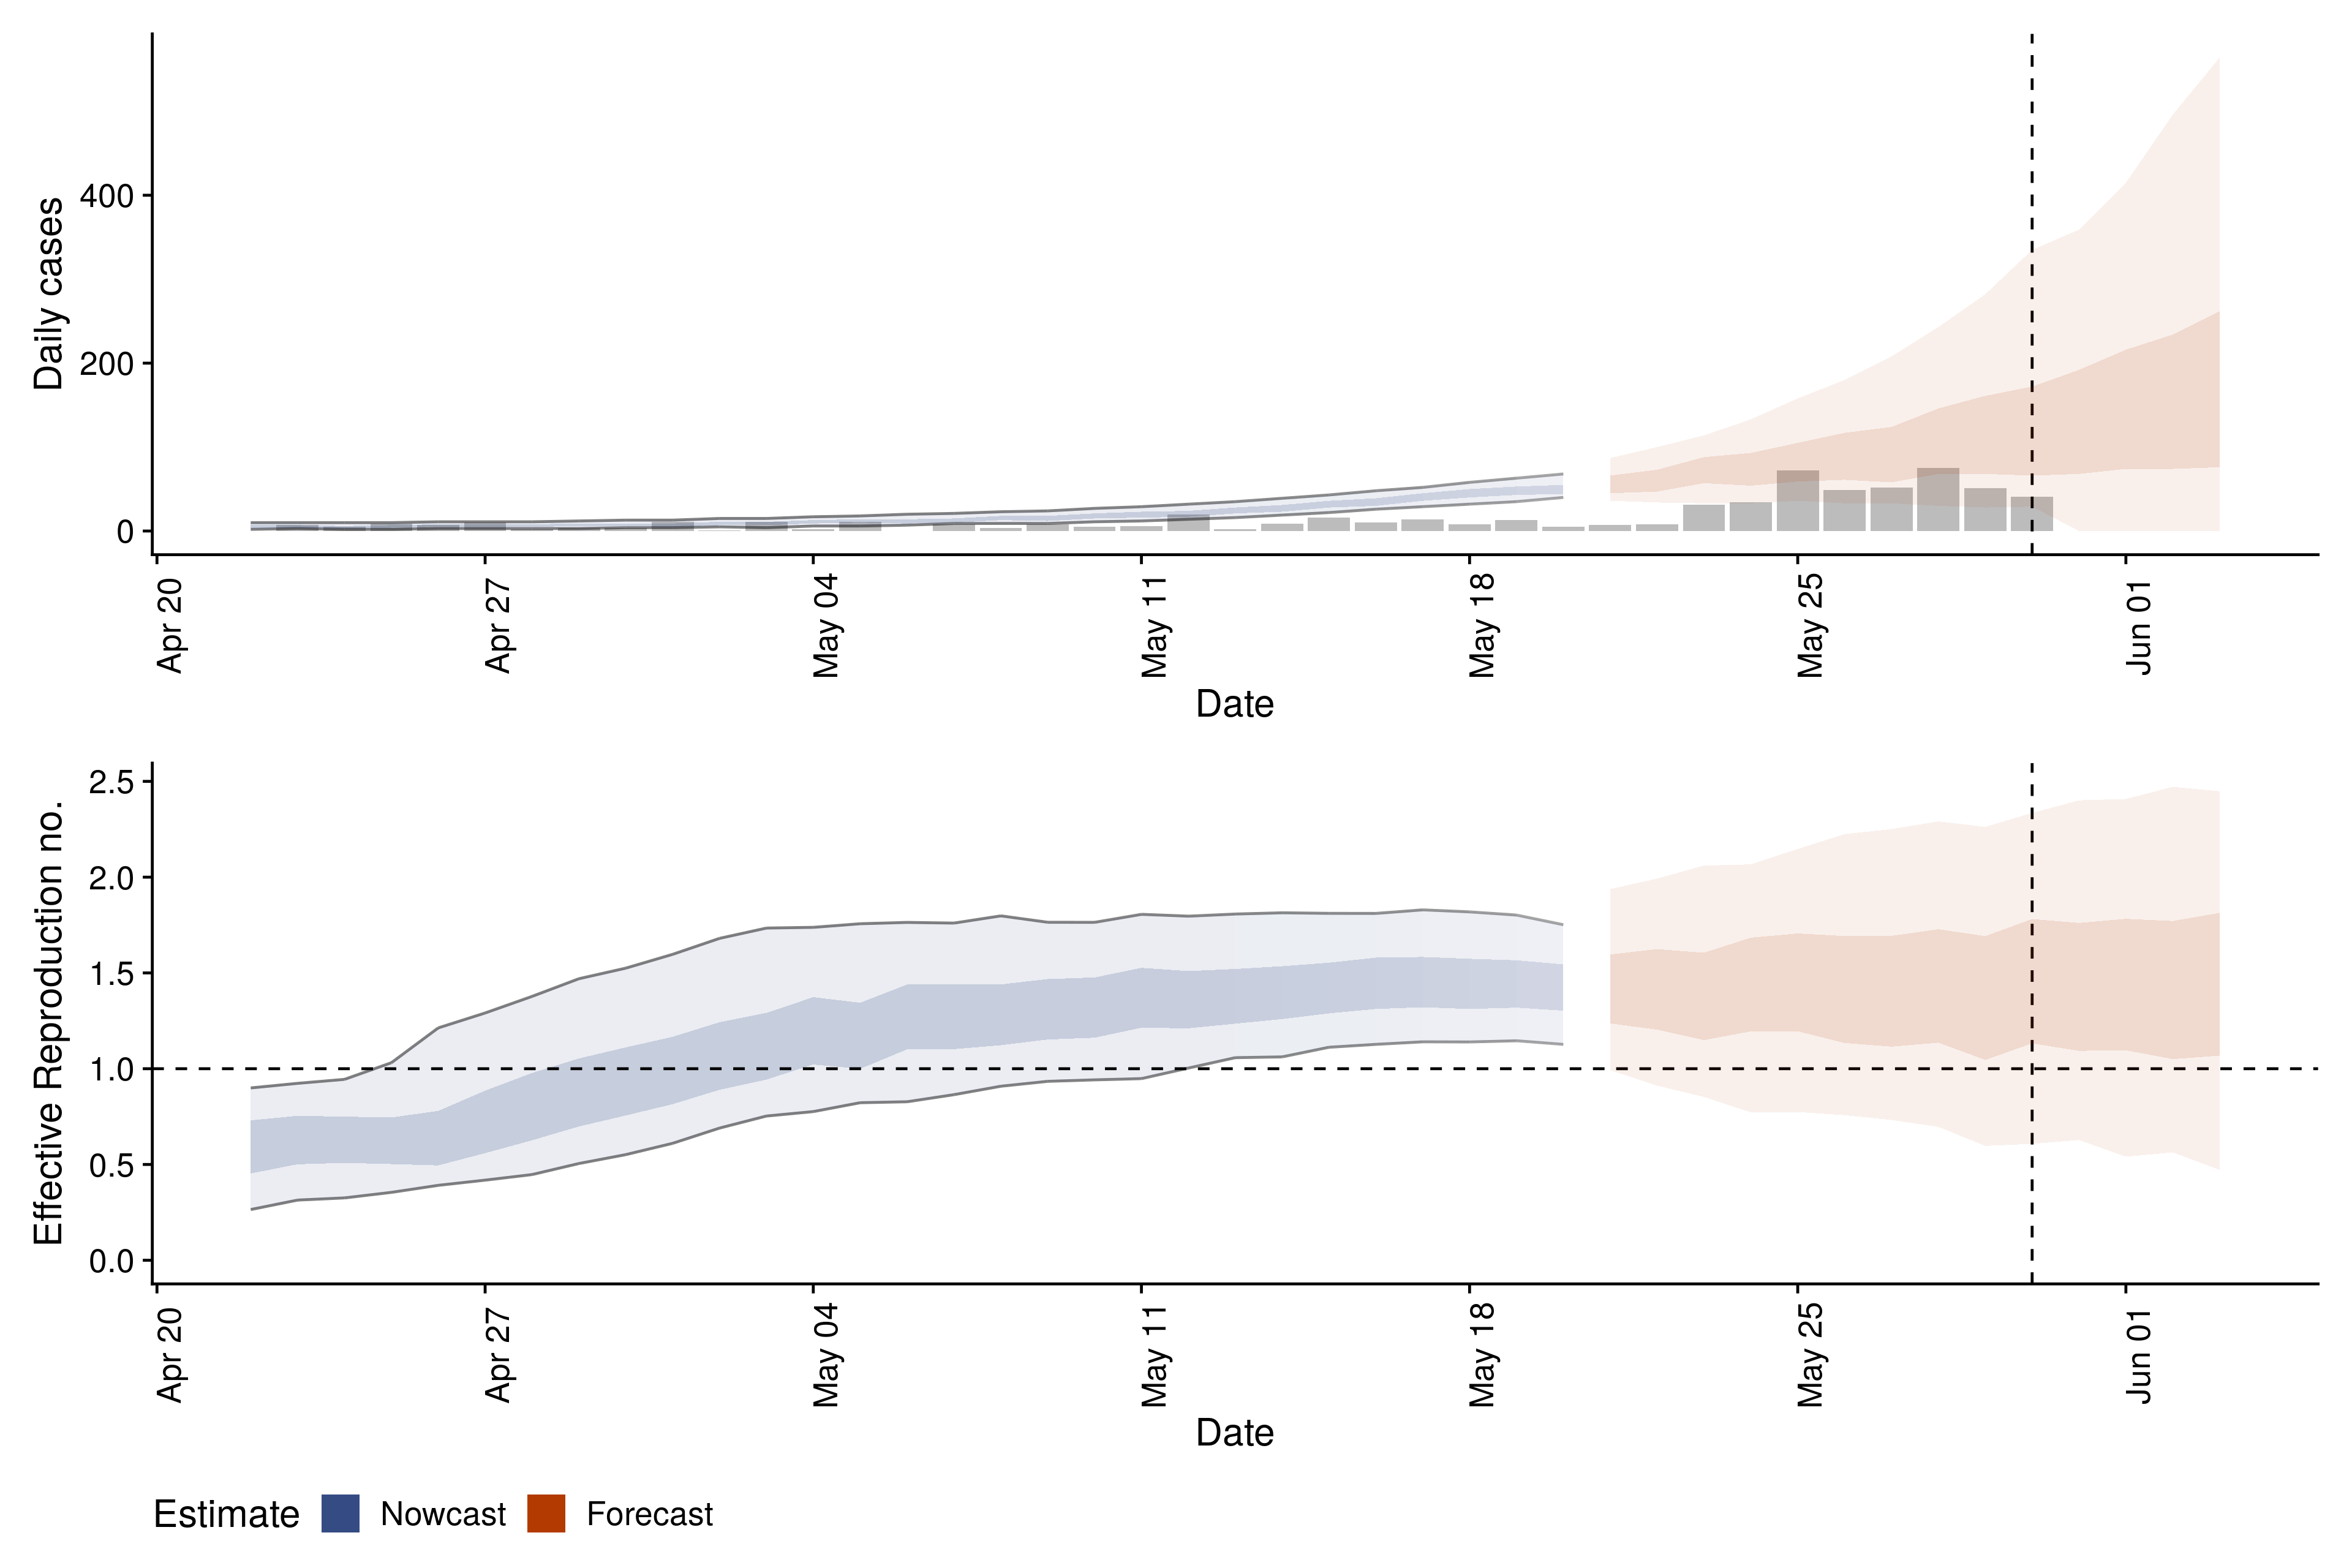 Daily cases
400
200
0
Apr 20
Apr 27
May 04
May 11
May 18
May 25
Jun 01
Date
Effective Reproduction no.
2.5
2.0
1.5
1.0
0.5
0.0
Apr 20
Apr 27
May 04
May 11
May 18
May 25
Jun 01
Date
Estimate Nowcast Forecast